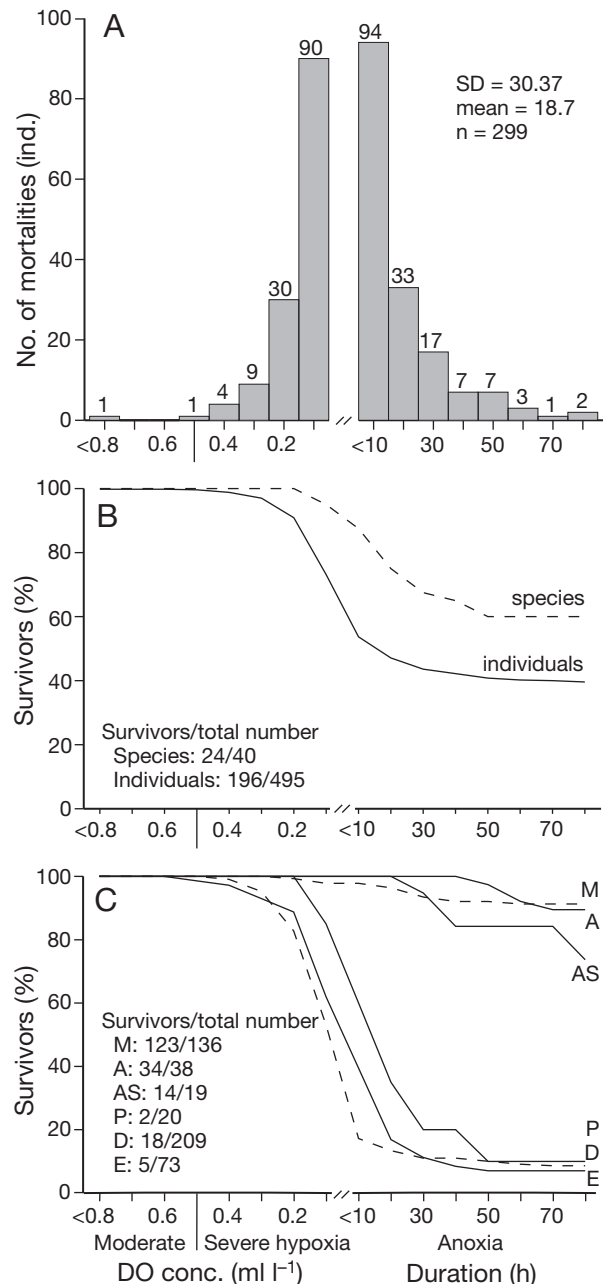 A
100
80
60
40
20
0
No. of mortalities (ind.)
1
1
4
9
30
90
94
33
17
7
7
3
1
2
SD = 30.37
mean = 18.7
n = 299
<0.8
0.6
0.4
0.2
<10
30
50
70
B
100
80
60
40
20
0
Survivors (%)
species
individuals
Survivors/total number
Species: 24/40
Individuals: 196/495
<0.8
0.6
0.4
0.2
<10
30
50
70
C
100
80
60
40
20
0
Survivors (%)
M
A
AS
P
D
E
Survivors/total number
M: 123/136
A: 34/38
AS: 14/19
P: 2/20
D: 18/209
E: 5/73
<0.8
0.6
0.4
0.2
<10
30
50
70
Moderate
Severe hypoxia
Anoxia
DO conc. (ml l⁻¹)
Duration (h)